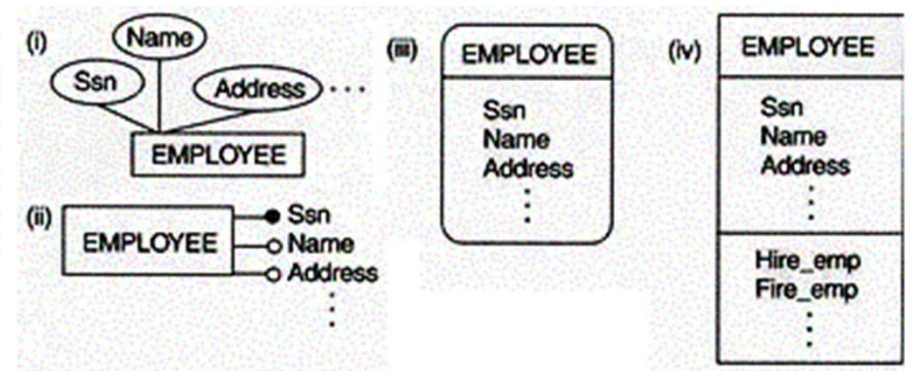 (i)
Name
Ssn
Address ...
EMPLOYEE
(ii)
EMPLOYEE
Ssn
Name
Address
(iii)
EMPLOYEE
Ssn
Name
Address
(iv)
EMPLOYEE
Ssn
Name
Address
Hire_emp
Fire_emp